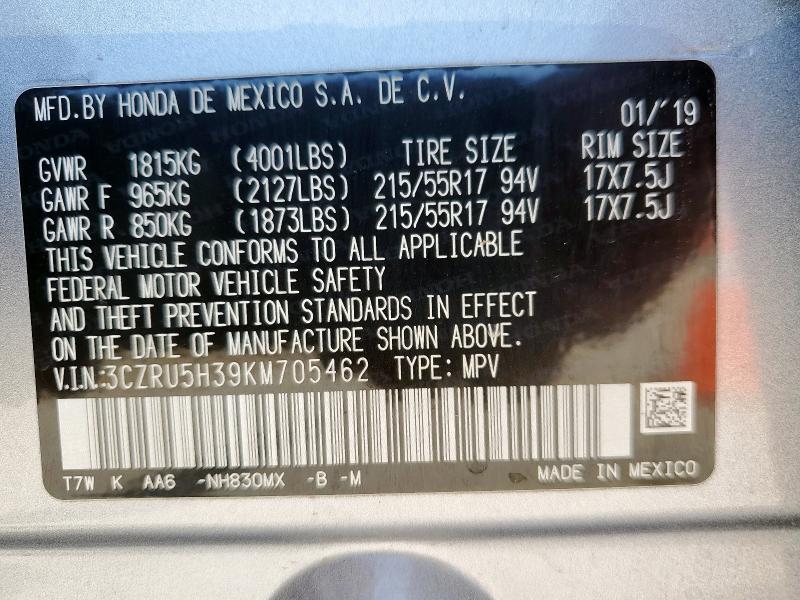 MFD.BY HONDA DE MEXICO S.A. DE C.V.
01/'19
GVWR 1815KG (4001LBS) TIRE SIZE RIM SIZE
GAWR F 965KG (2127LBS) 215/55R17 94V 17X7.5J
GAWR R 850KG (1873LBS) 215/55R17 94V 17X7.5J
THIS VEHICLE CONFORMS TO ALL APPLICABLE
FEDERAL MOTOR VEHICLE SAFETY
AND THEFT PREVENTION STANDARDS IN EFFECT
ON THE DATE OF MANUFACTURE SHOWN ABOVE.
V.I.N:3CZRU5H39KM705462 TYPE: MPV
T7W K AA6 -NH830MX -B -M MADE IN MEXICO